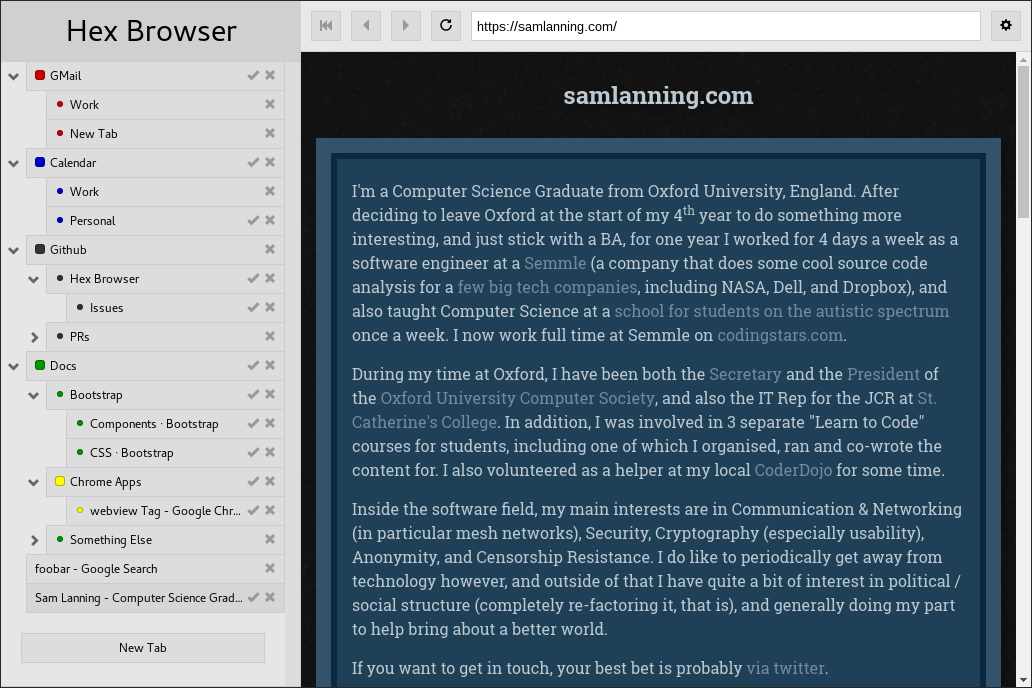 Hex Browser
GMail
Work
New Tab
Calendar
Work
Personal
Github
Hex Browser
Issues
PRs
Docs
Bootstrap
Components · Bootstrap
CSS · Bootstrap
Chrome Apps
webview Tag - Google Chr...
Something Else
foobar - Google Search
Sam Lanning - Computer Science Grad...
New Tab
https://samlanning.com/
samlanning.com
I'm a Computer Science Graduate from Oxford University, England. After
deciding to leave Oxford at the start of my 4th year to do something more
interesting, and just stick with a BA, for one year I worked for 4 days a week as a
software engineer at a Semmle (a company that does some cool source code
analysis for a few big tech companies, including NASA, Dell, and Dropbox), and
also taught Computer Science at a school for students on the autistic spectrum
once a week. I now work full time at Semmle on codingstars.com.
During my time at Oxford, I have been both the Secretary and the President of
the Oxford University Computer Society, and also the IT Rep for the JCR at St.
Catherine's College. In addition, I was involved in 3 separate "Learn to Code"
courses for students, including one of which I organised, ran and co-wrote the
content for. I also volunteered as a helper at my local CoderDojo for some time.
Inside the software field, my main interests are in Communication & Networking
(in particular mesh networks), Security, Cryptography (especially usability),
Anonymity, and Censorship Resistance. I do like to periodically get away from
technology however, and outside of that I have quite a bit of interest in political /
social structure (completely re-factoring it, that is), and generally doing my part
to help bring about a better world.
If you want to get in touch, your best bet is probably via twitter.